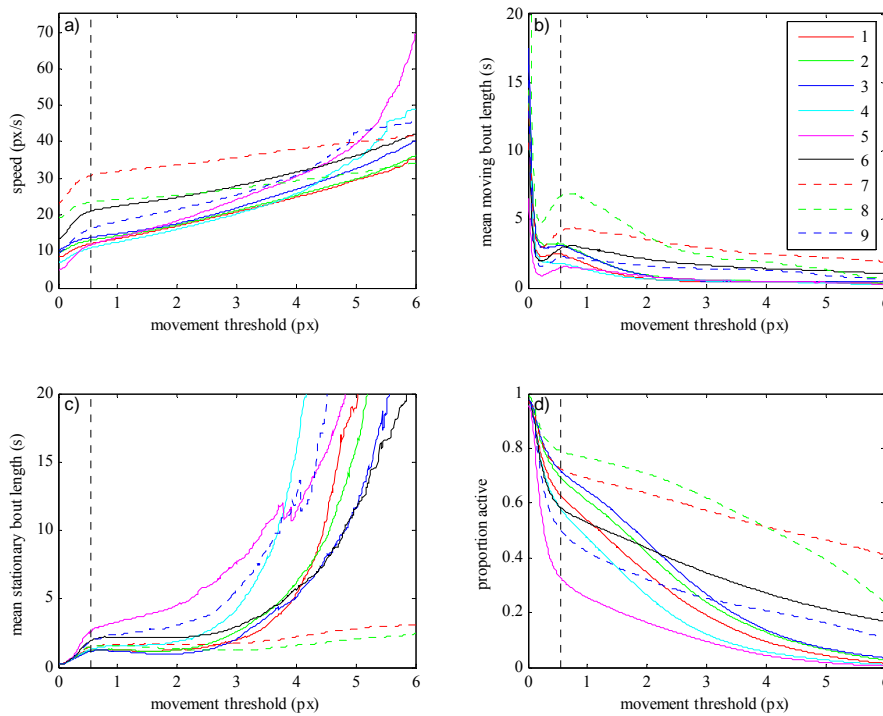 a)
70
60
50
40
30
20
10
0
speed (px/s)
0 1 2 3 4 5 6
movement threshold (px)
b)
20
15
10
5
0
mean moving bout length (s)
0 1 2 3 4 5 6
movement threshold (px)
1
2
3
4
5
6
7
8
9
c)
20
15
10
5
0
mean stationary bout length (s)
0 1 2 3 4 5 6
movement threshold (px)
d)
1
0.8
0.6
0.4
0.2
0
proportion active
0 1 2 3 4 5 6
movement threshold (px)